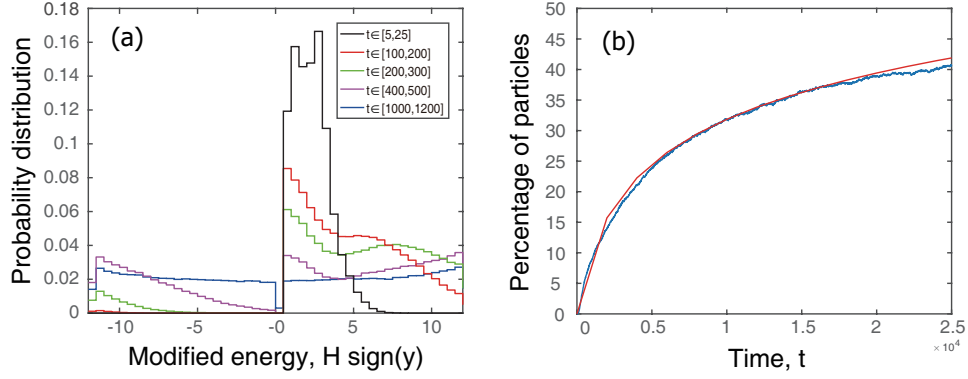 (a)
0.18
0.16
0.14
0.12
0.1
0.08
0.06
0.04
0.02
0
Probability distribution
t∈[5,25]
t∈[100,200]
t∈[200,300]
t∈[400,500]
t∈[1000,1200]
-10 -5 -0 5 10
Modified energy, H sign(y)
(b)
50
45
40
35
30
25
20
15
10
5
0
Percentage of particles
0 0.5 1 1.5 2 2.5
× 10⁴
Time, t